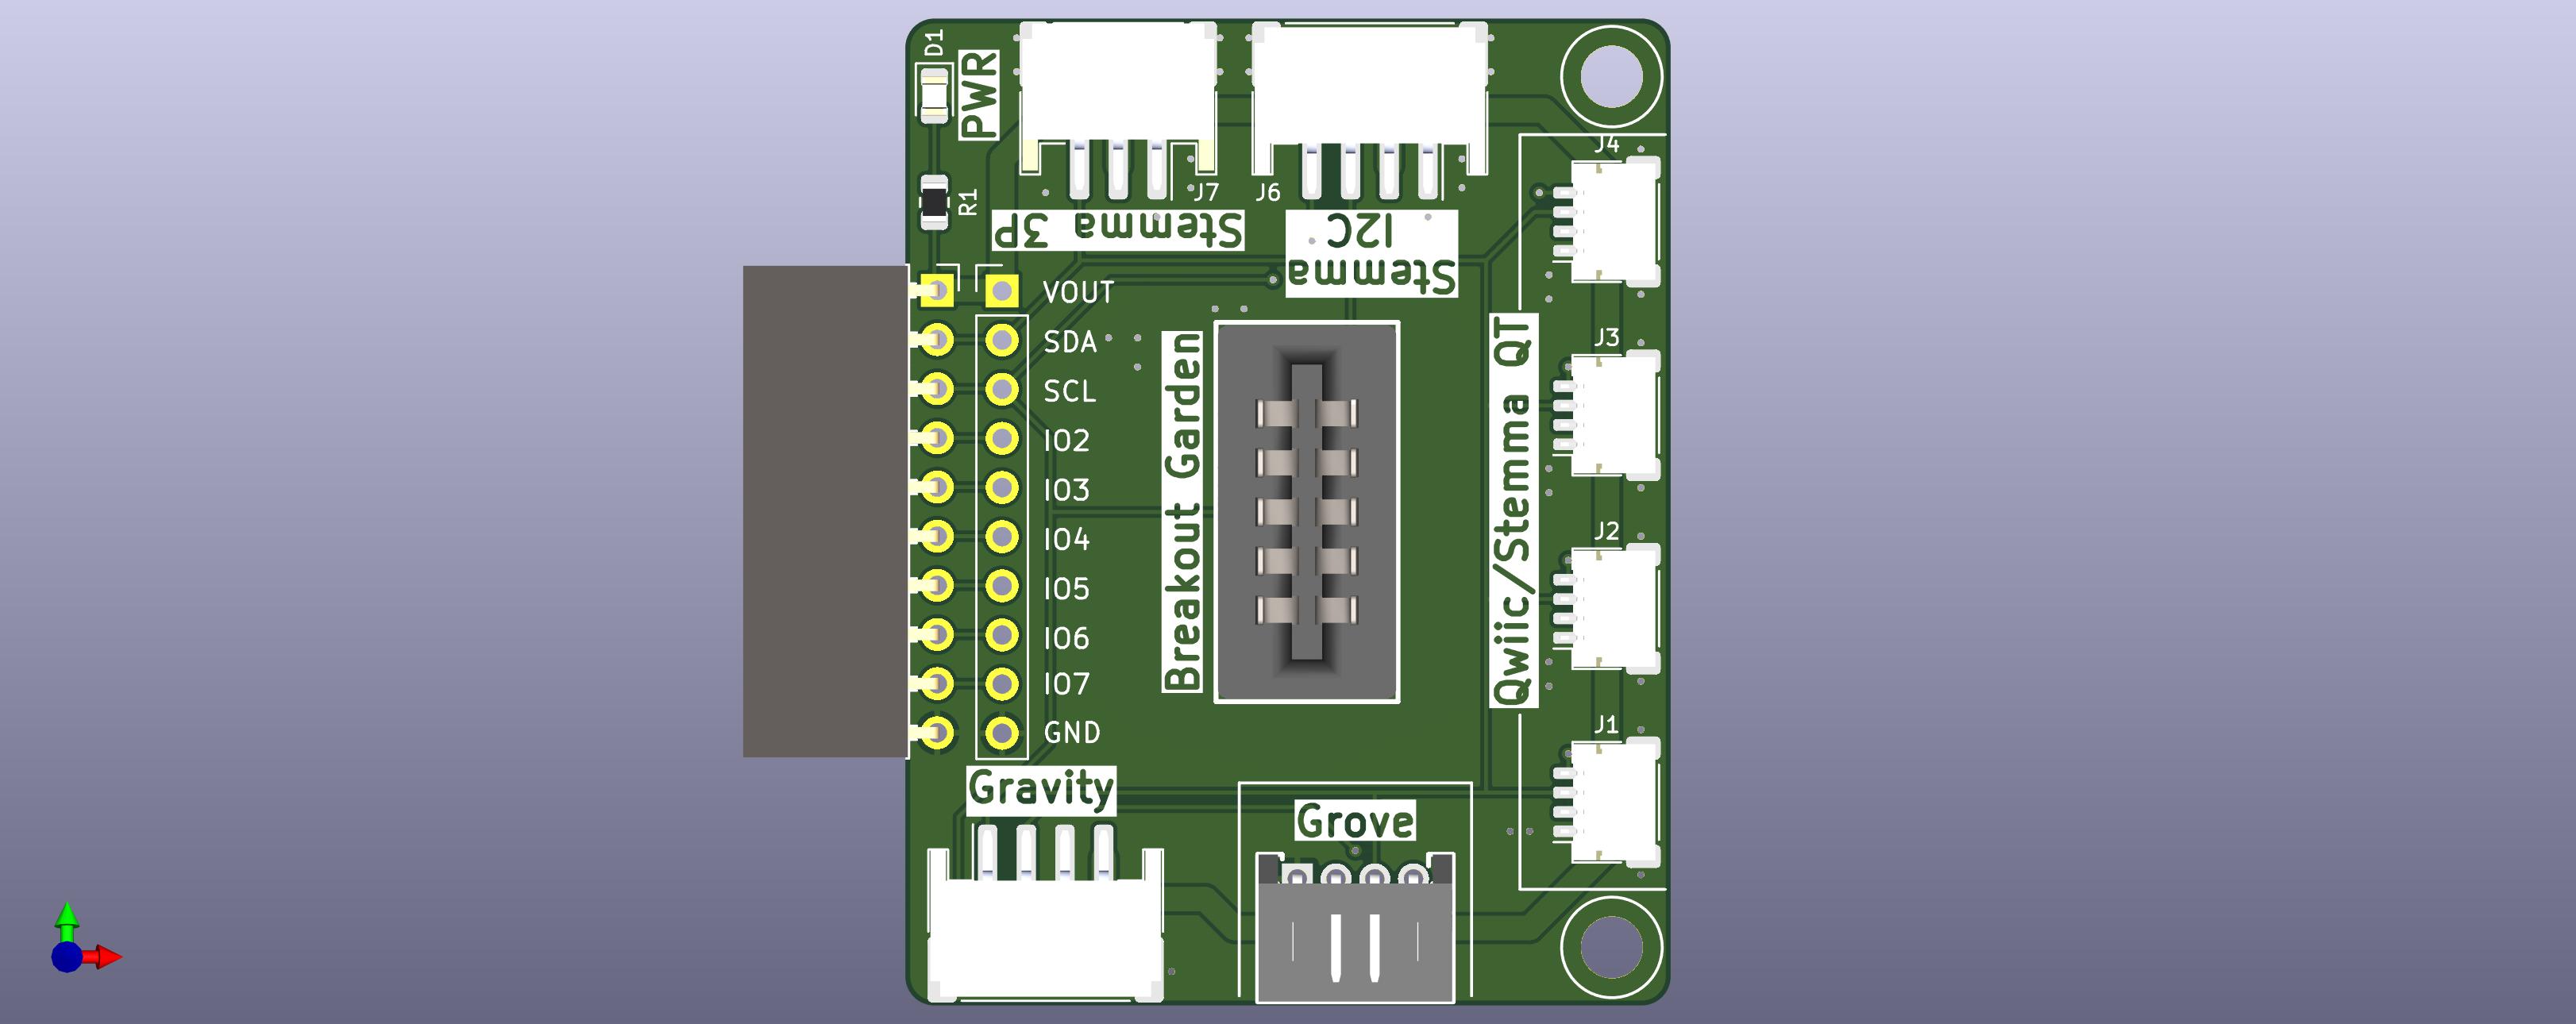 D1
PWR
R1
J7
J6
Stemma 3P
Stemma
I2C
J4
VOUT
SDA
SCL
IO2
IO3
IO4
IO5
IO6
IO7
GND
Breakout Garden
Qwiic/Stemma QT
J3
J2
J1
Gravity
Grove